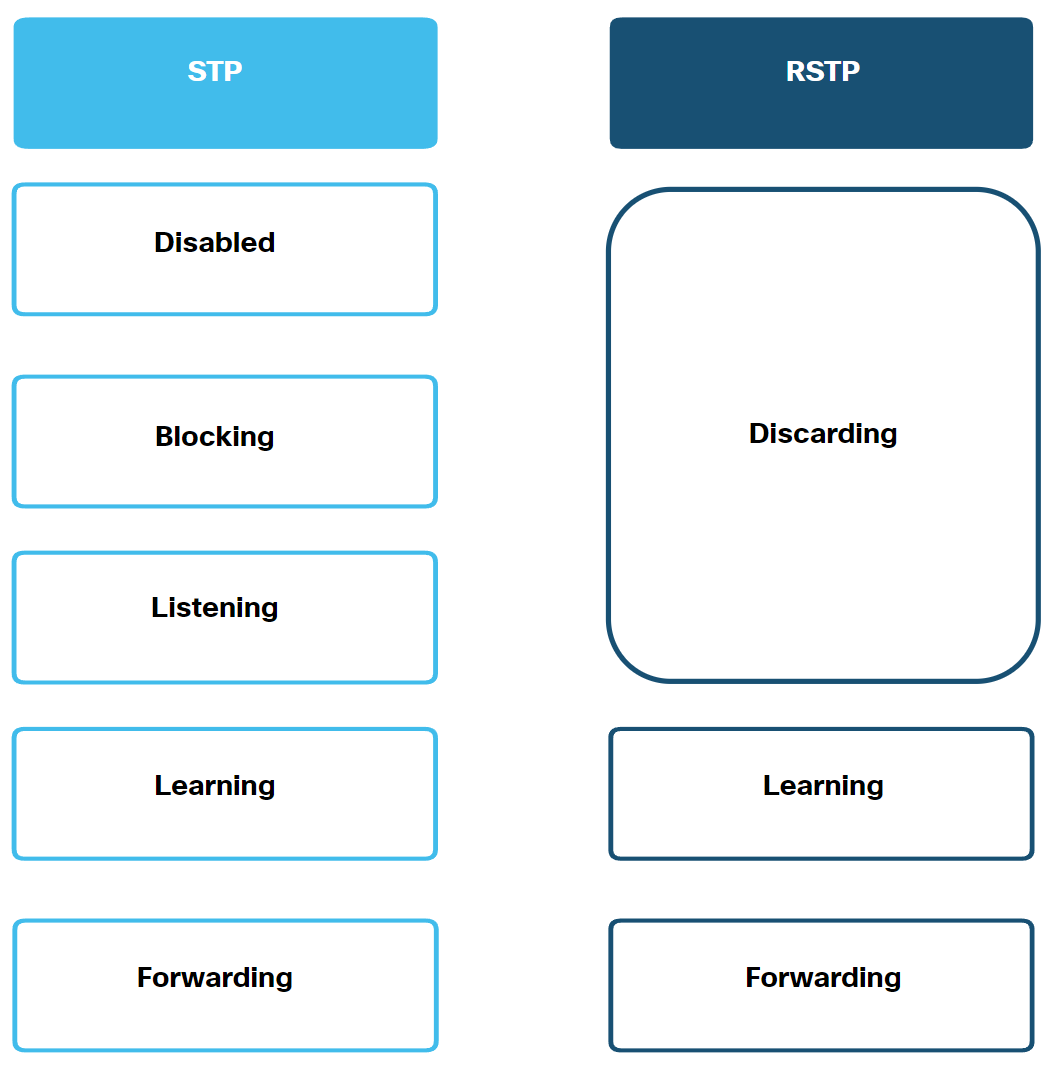 STP
RSTP
Disabled
Blocking
Listening
Discarding
Learning
Learning
Forwarding
Forwarding